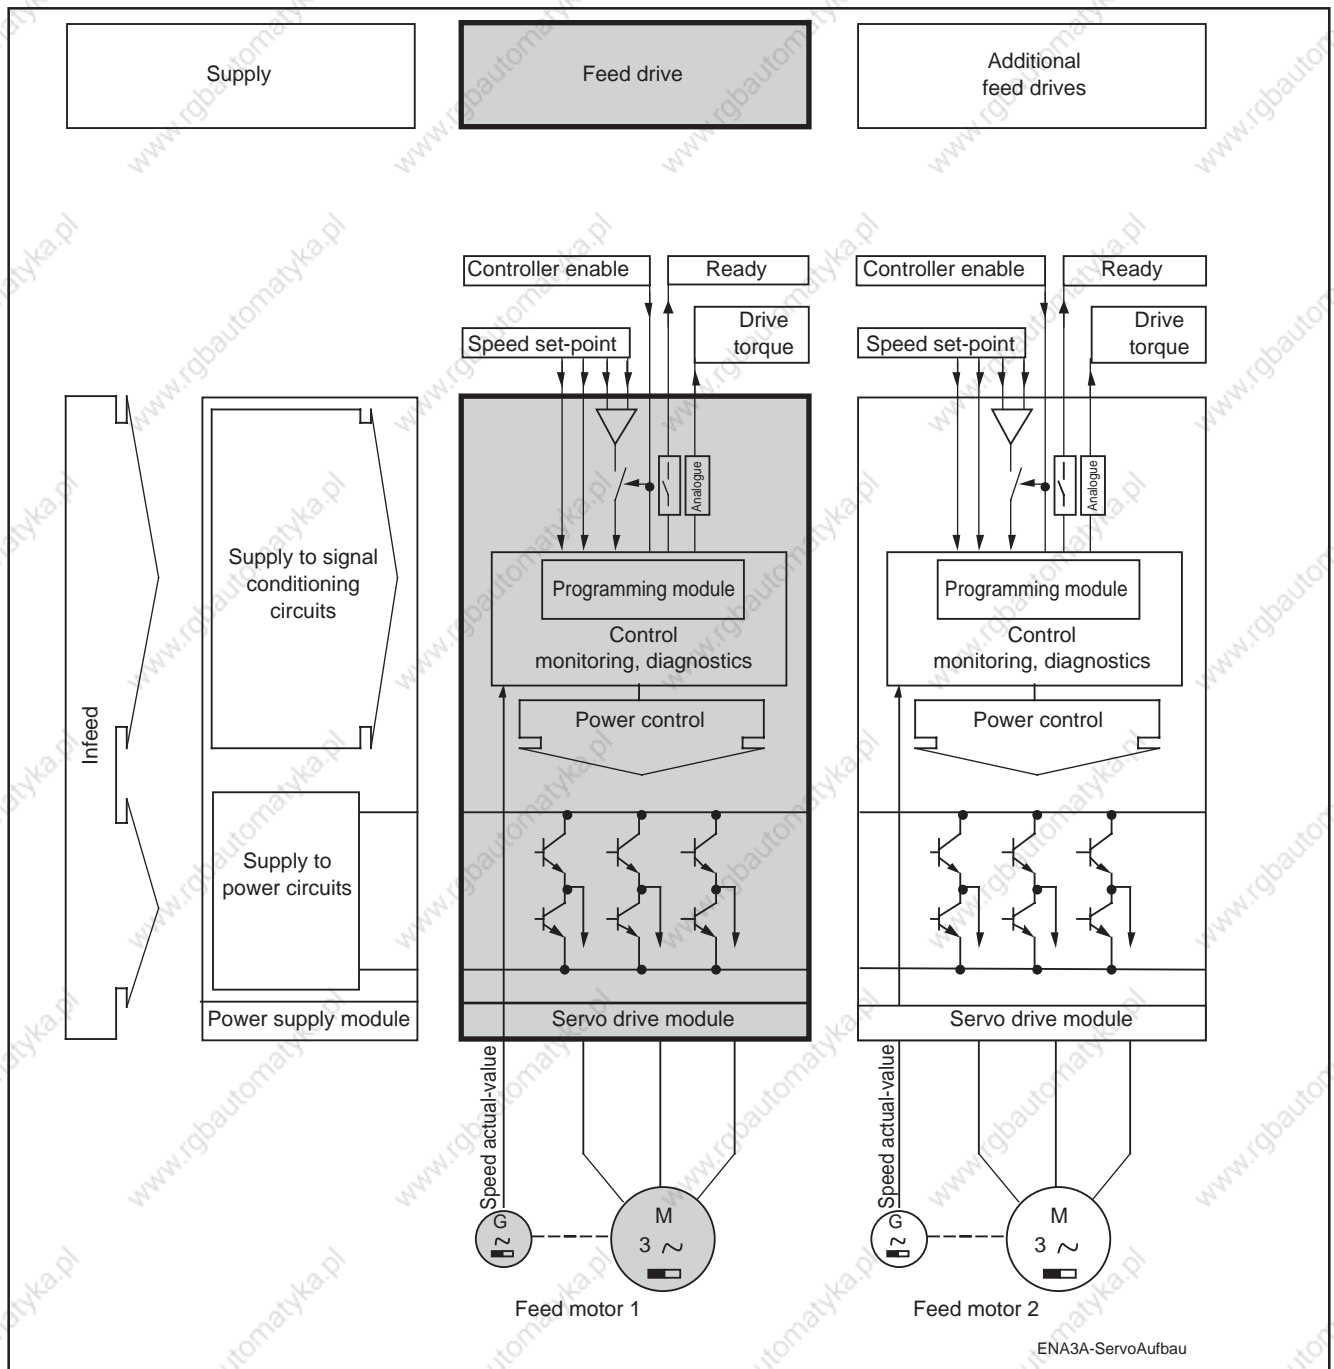 Supply
Feed drive
Additional
feed drives
Controller enable
Ready
Controller enable
Ready
Drive
torque
Speed set-point
Drive
torque
Speed set-point
Analogue
Analogue
Supply to signal
conditioning
circuits
Programming module
Control
monitoring, diagnostics
Programming module
Control
monitoring, diagnostics
Infeed
Power control
Power control
Supply to
power circuits
Power supply module
Servo drive module
Servo drive module
Speed actual-value
Speed actual-value
G
M
3
G
M
3
Feed motor 1
Feed motor 2
ENA3A-ServoAufbau
www.rgbautomatyka.pl